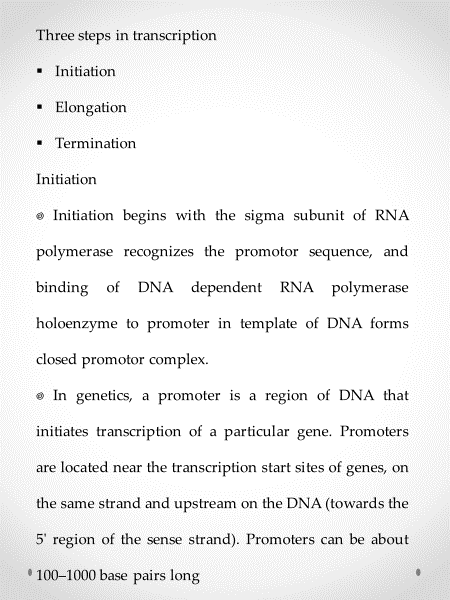 Three steps in transcription
▪ Initiation
▪ Elongation
▪ Termination
Initiation
๏ Initiation begins with the sigma subunit of RNA
polymerase recognizes the promotor sequence, and
binding of DNA dependent RNA polymerase
holoenzyme to promoter in template of DNA forms
closed promotor complex.
๏ In genetics, a promoter is a region of DNA that
initiates transcription of a particular gene. Promoters
are located near the transcription start sites of genes, on
the same strand and upstream on the DNA (towards the
5' region of the sense strand). Promoters can be about
100–1000 base pairs long